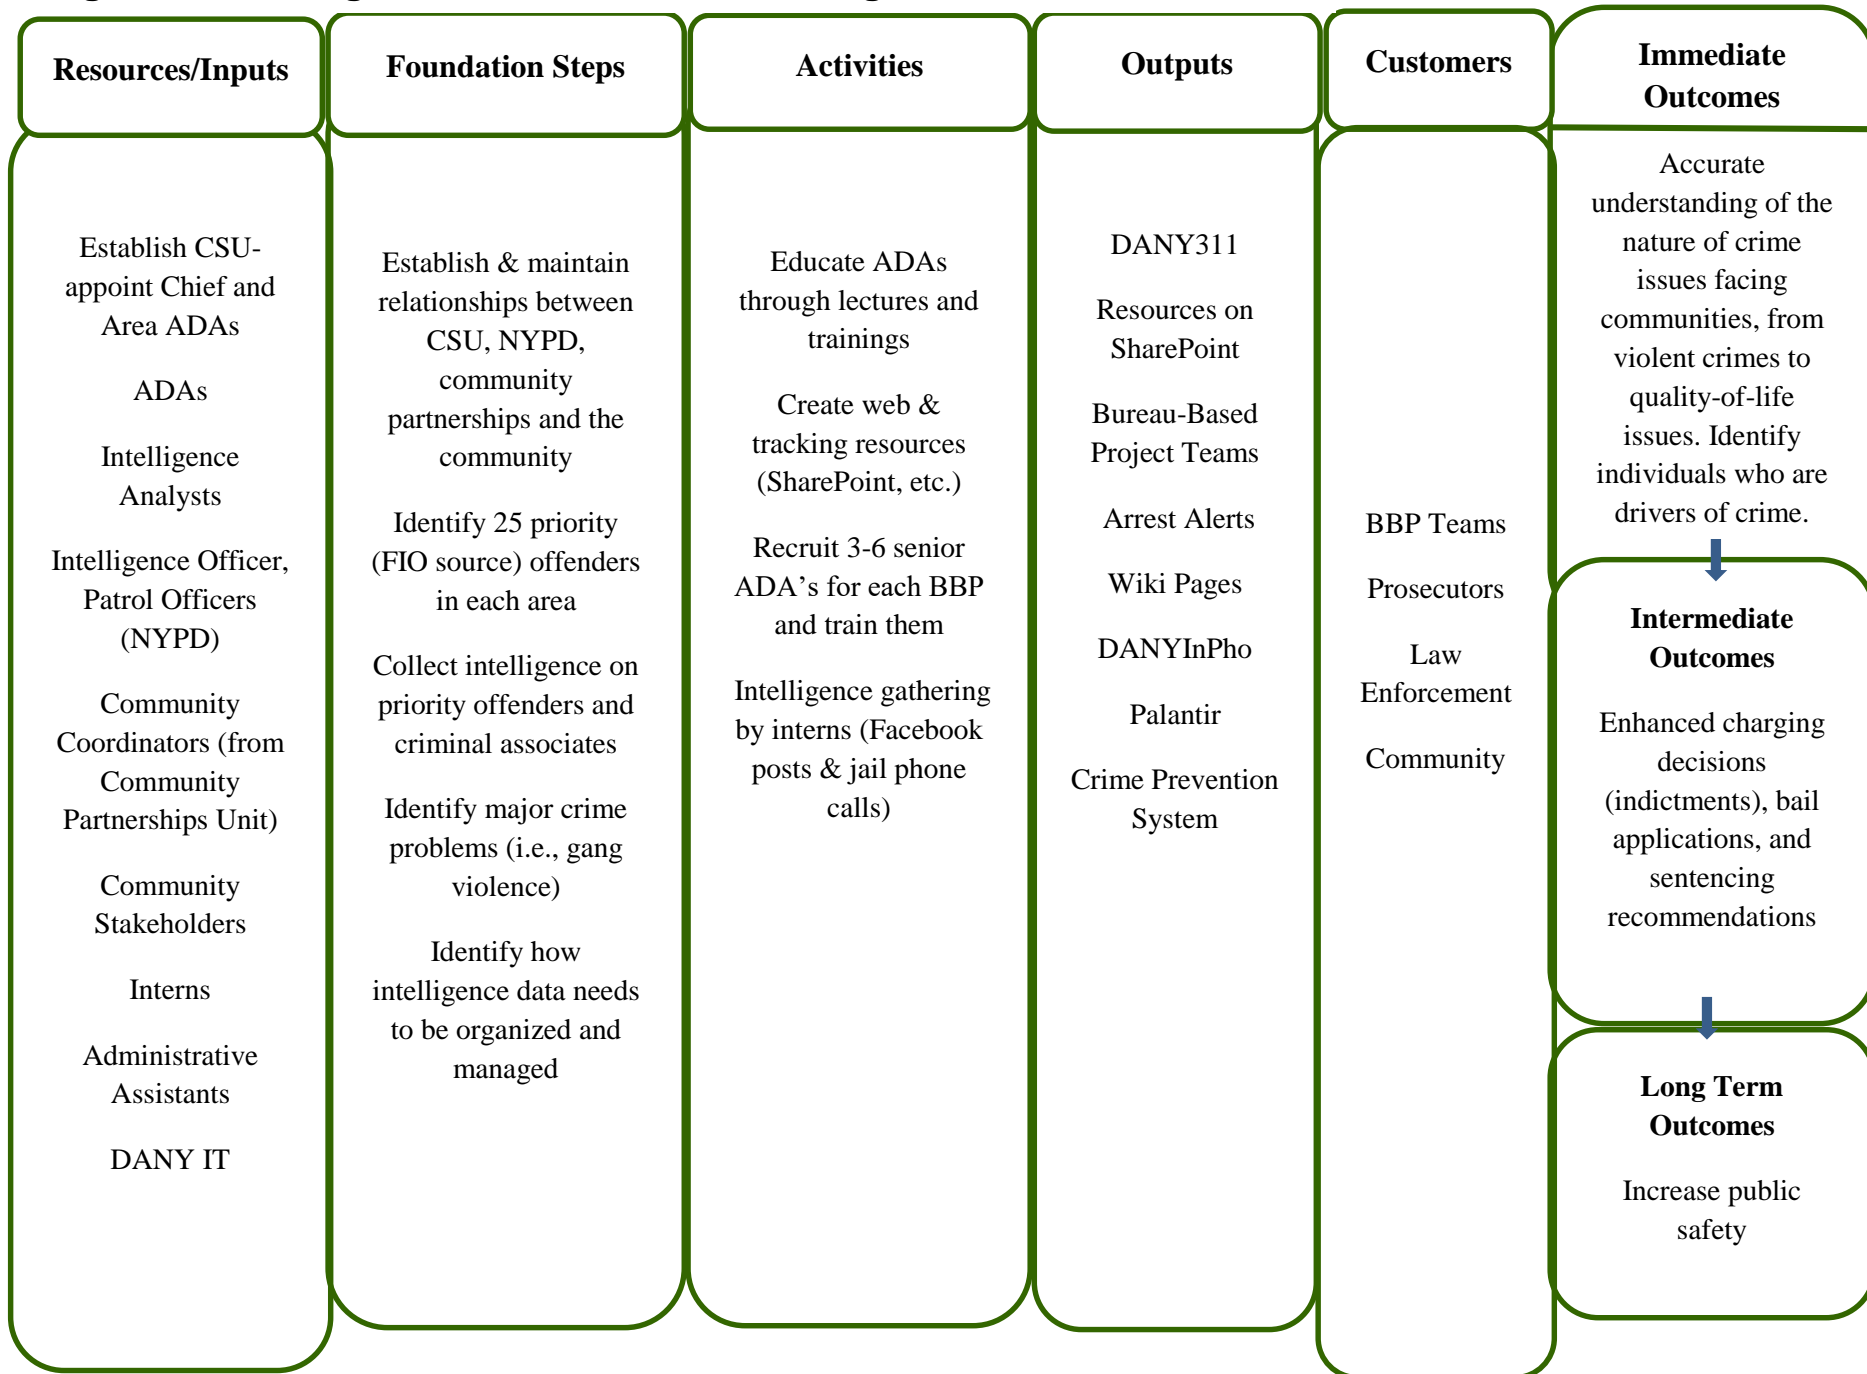 Resources/Inputs
Establish CSU-
appoint Chief and
Area ADAs
ADAs
Intelligence
Analysts
Intelligence Officer,
Patrol Officers
(NYPD)
Community
Coordinators (from
Community
Partnerships Unit)
Community
Stakeholders
Interns
Administrative
Assistants
DANY IT
Foundation Steps
Establish & maintain
relationships between
CSU, NYPD,
community
partnerships and the
community
Identify 25 priority
(FIO source) offenders
in each area
Collect intelligence on
priority offenders and
criminal associates
Identify major crime
problems (i.e., gang
violence)
Identify how
intelligence data needs
to be organized and
managed
Activities
Educate ADAs
through lectures and
trainings
Create web &
tracking resources
(SharePoint, etc.)
Recruit 3-6 senior
ADA’s for each BBP
and train them
Intelligence gathering
by interns (Facebook
posts & jail phone
calls)
Outputs
DANY311
Resources on
SharePoint
Bureau-Based
Project Teams
Arrest Alerts
Wiki Pages
DANYInPho
Palantir
Crime Prevention
System
Customers
BBP Teams
Prosecutors
Law
Enforcement
Community
Immediate
Outcomes
Accurate
understanding of the
nature of crime
issues facing
communities, from
violent crimes to
quality-of-life
issues. Identify
individuals who are
drivers of crime.
Intermediate
Outcomes
Enhanced charging
decisions
(indictments), bail
applications, and
sentencing
recommendations
Long Term
Outcomes
Increase public
safety